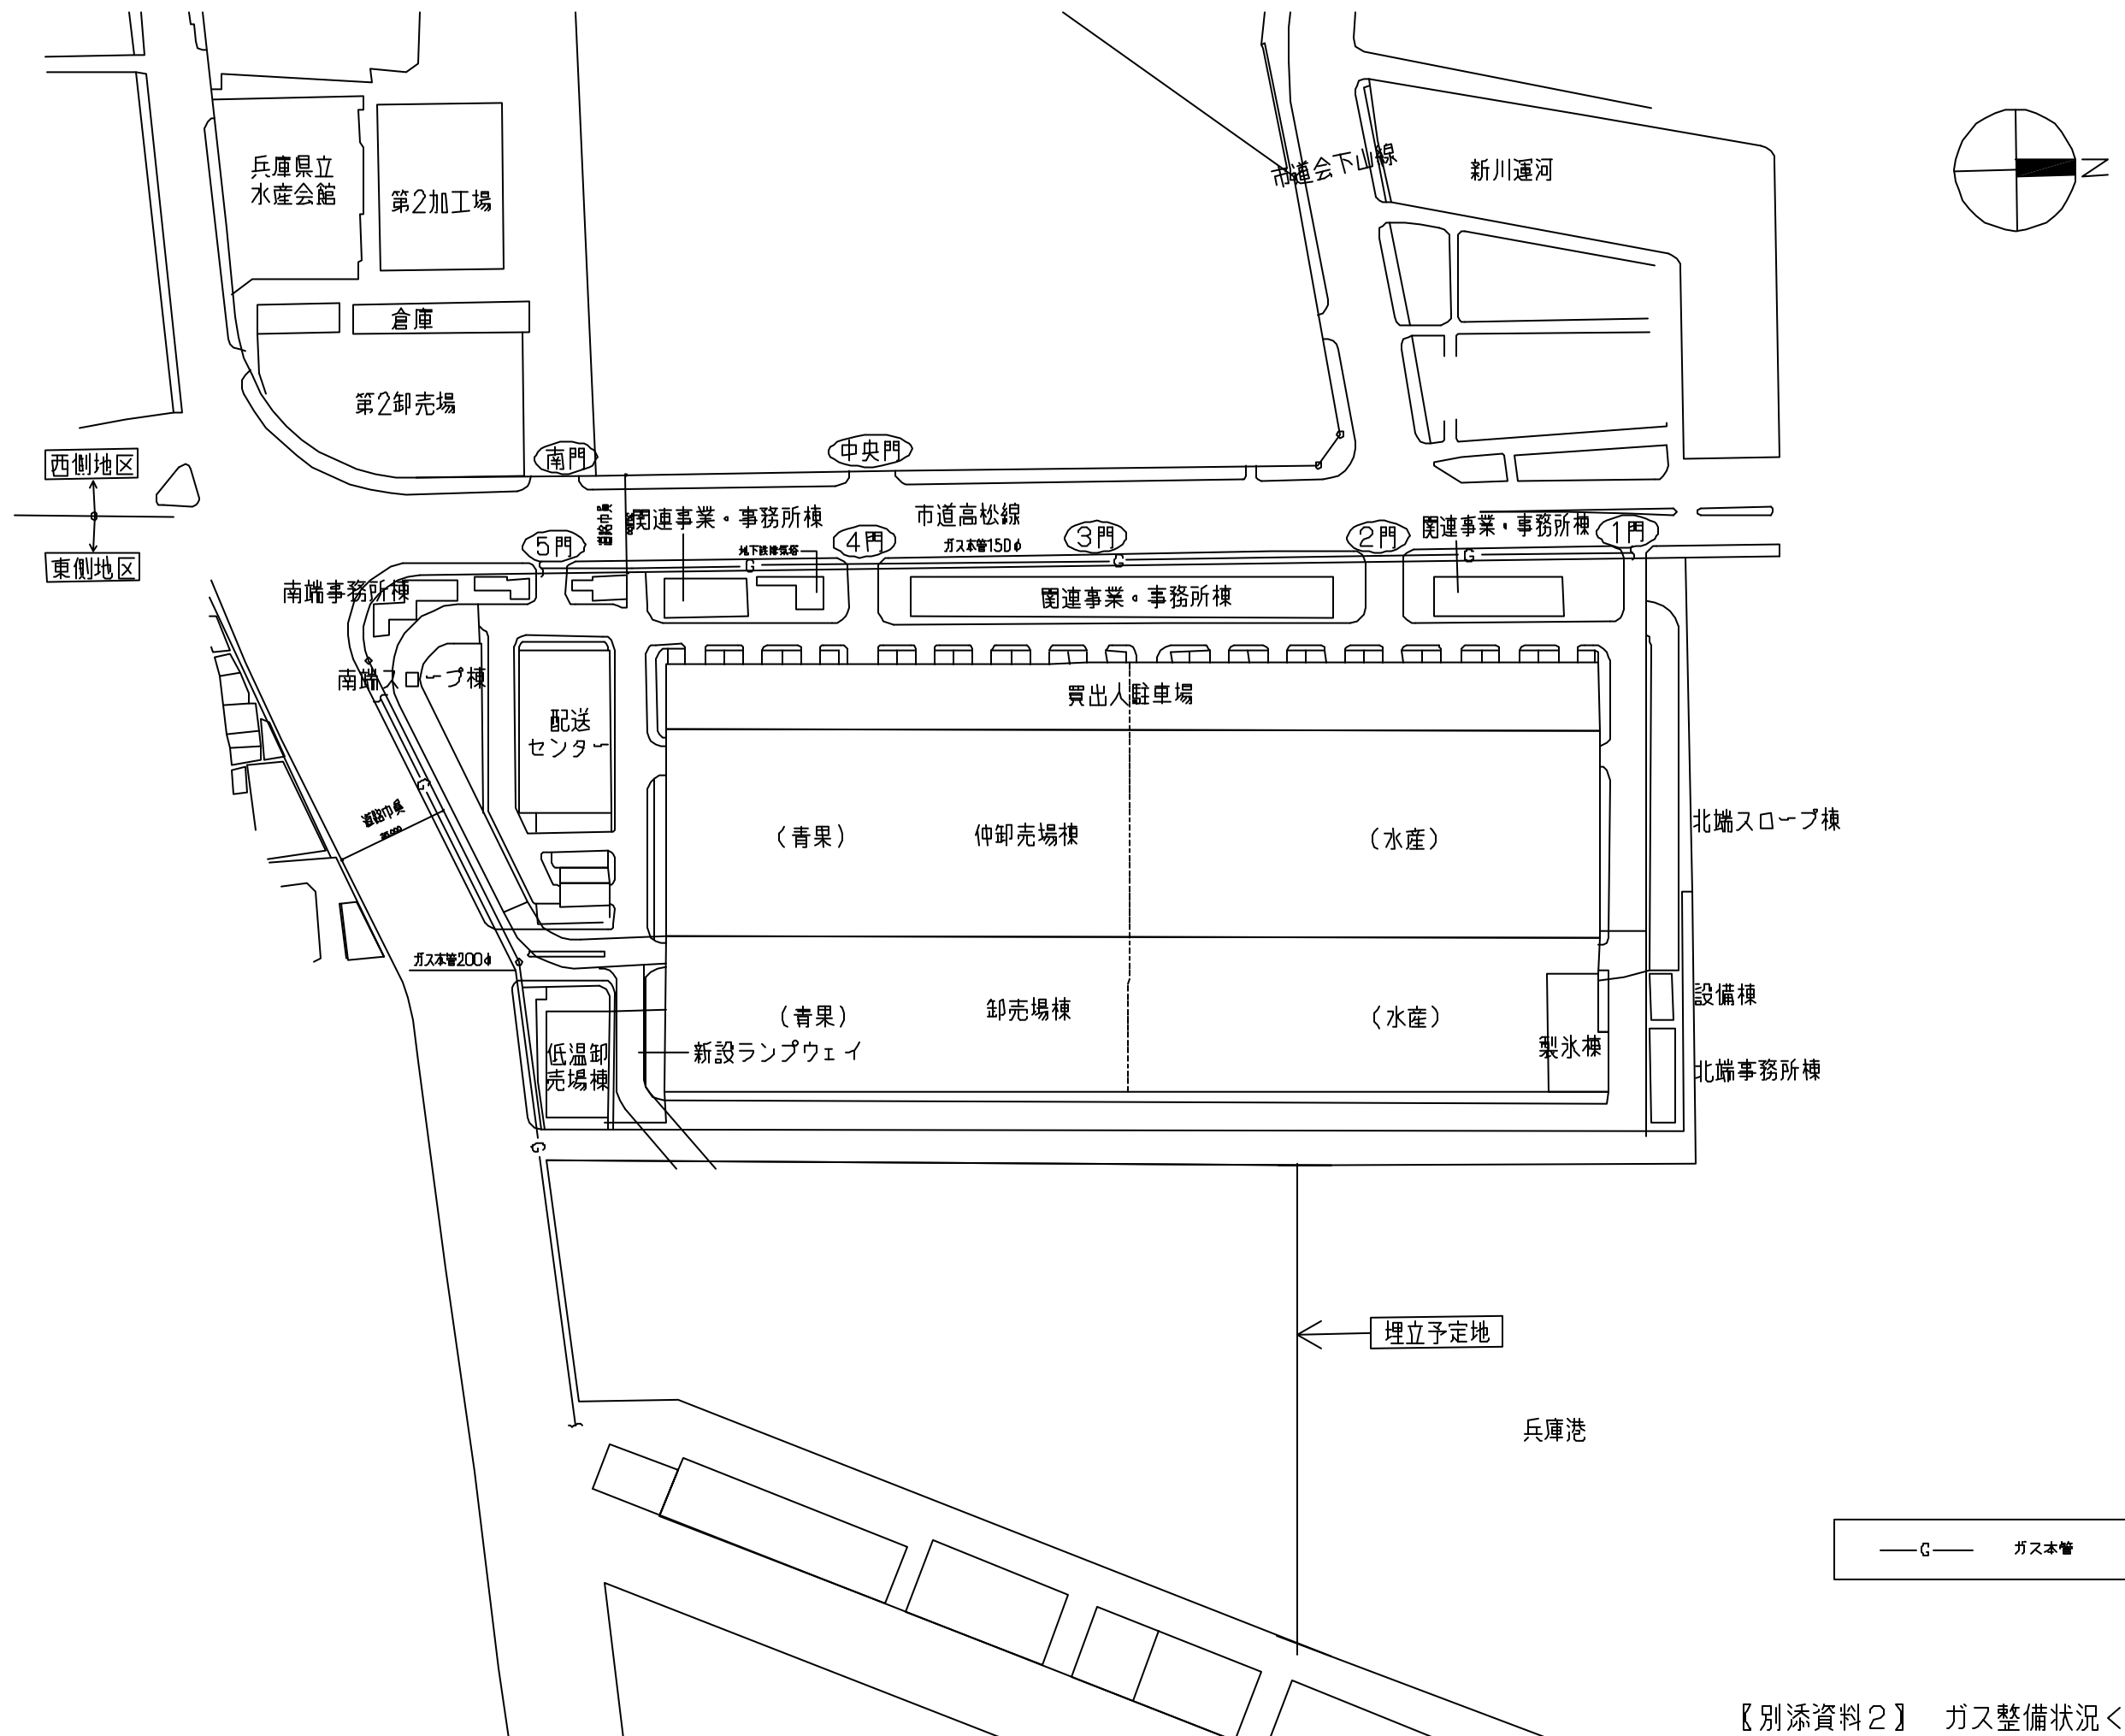 兵庫県立
水産会館
第2加工場
市道会下山線
新川運河
N
倉庫
第2卸売場
西側地区
東側地区
南門
中央門
関連事業・事務所棟
市道高松線
ガス本管150φ
関連事業・事務所棟
5門
4門
3門
2門
1門
G
G
G
南端事務所棟
関連事業・事務所棟
南端スロープ棟
配送
センター
買出人駐車場
G
道路巾員
(青果)
仲卸売場棟
(水産)
北端スロープ棟
ガス本管200φ
(青果)
卸売場棟
(水産)
設備棟
低温卸
売場棟
新設ランプウェイ
製氷棟
北端事務所棟
G
埋立予定地
兵庫港
G ガス本管
【別添資料2】 ガス整備状況<